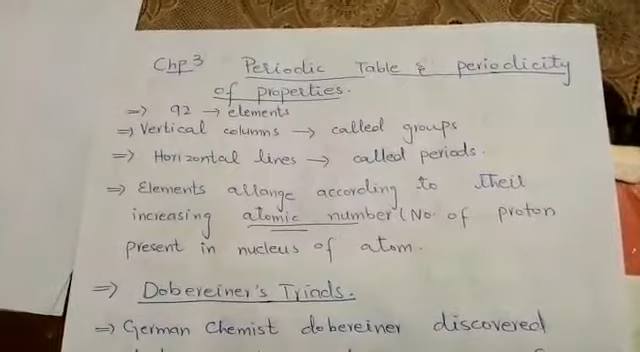 Chp 3 Periodic Table & periodicity
of properties.
=> 92 → elements
=> Vertical columns → called groups
=> Horizontal lines → called periods.
=> Elements arrange according to their
increasing atomic number (No. of proton
present in nucleus of atom.
=> Dobereiner's Triads.
=> German Chemist dobereiner discovered